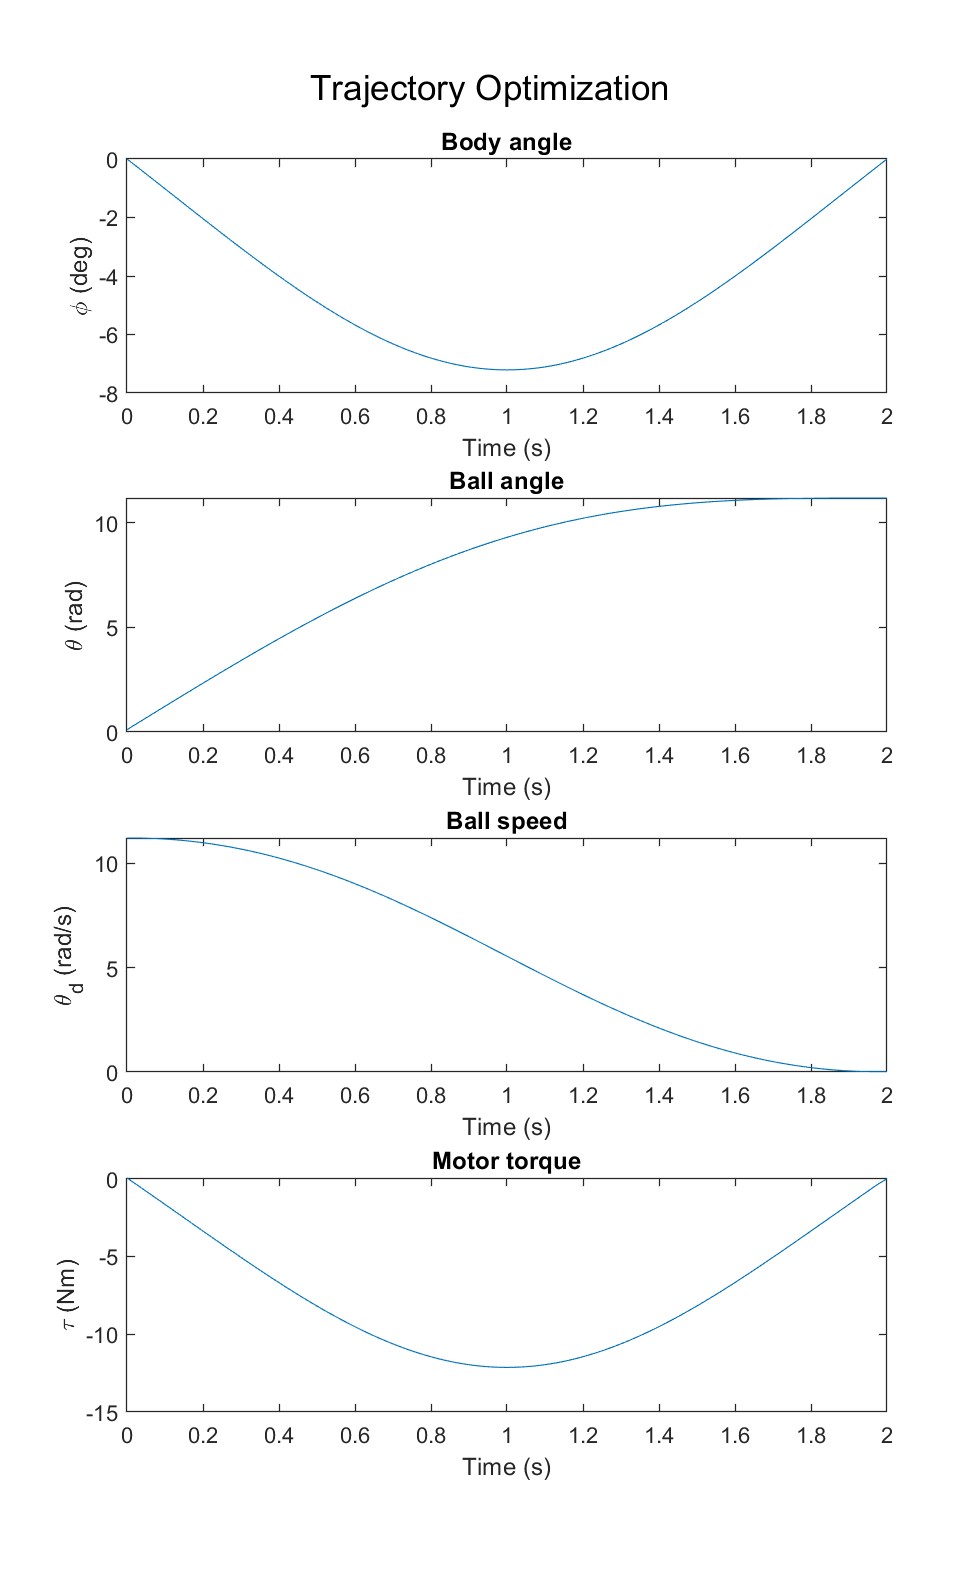 Trajectory Optimization
Body angle
0
-2
-4
-6
-8
ϕ (deg)
0 0.2 0.4 0.6 0.8 1 1.2 1.4 1.6 1.8 2
Time (s)
Ball angle
10
5
0
θ (rad)
0 0.2 0.4 0.6 0.8 1 1.2 1.4 1.6 1.8 2
Time (s)
Ball speed
10
5
0
θd (rad/s)
0 0.2 0.4 0.6 0.8 1 1.2 1.4 1.6 1.8 2
Time (s)
Motor torque
0
-5
-10
-15
τ (Nm)
0 0.2 0.4 0.6 0.8 1 1.2 1.4 1.6 1.8 2
Time (s)